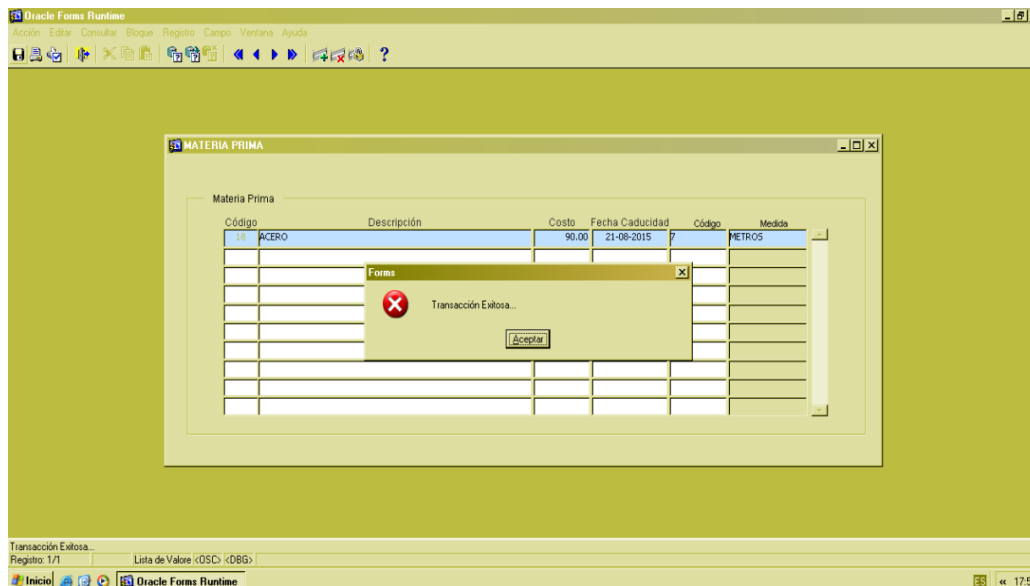 Oracle Forms Runtime
Acción Editar Consultar Bloque Registro Campo Ventana Ayuda
MATERIA PRIMA
Materia Prima
Código Descripción Costo Fecha Caducidad Código Medida
18 ACERO 90.00 21-08-2015 7 METROS
Forms
Transacción Exitosa...
Aceptar
Transacción Exitosa...
Registro: 1/1 Lista de Valore <OSC> <DBG>
Inicio Oracle Forms Runtime ES « 17:5